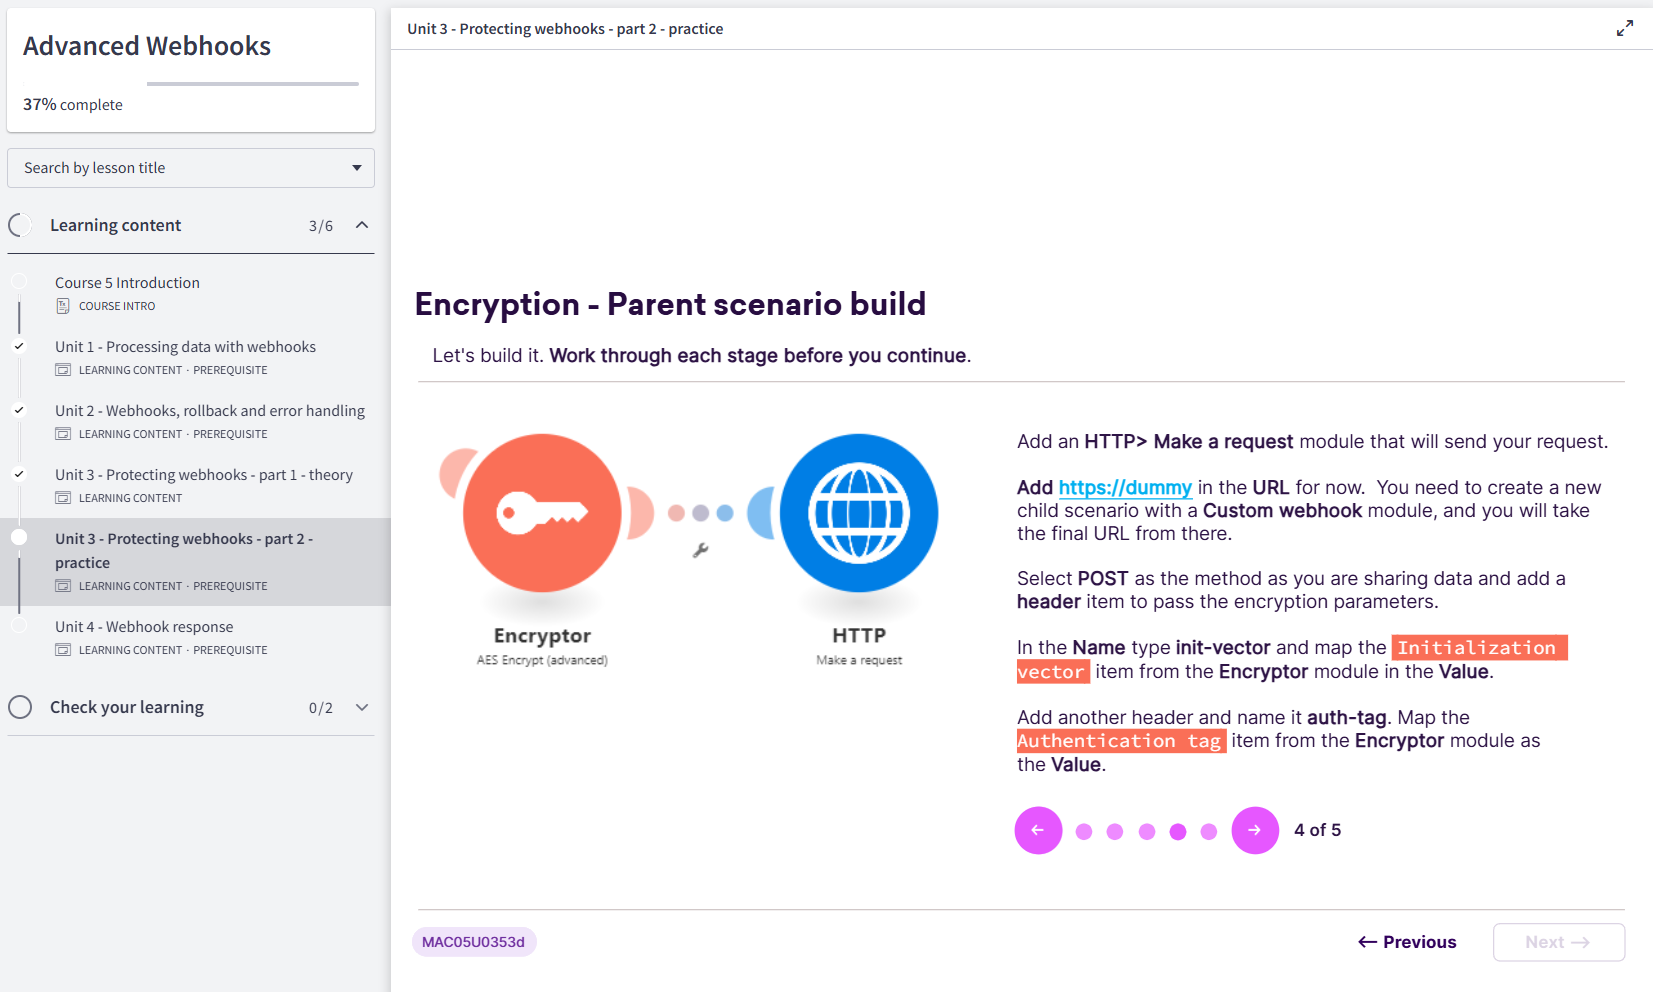 Advanced Webhooks
37% complete
Search by lesson title
Learning content 3/6
Course 5 Introduction
COURSE INTRO
Unit 1 - Processing data with webhooks
LEARNING CONTENT · PREREQUISITE
Unit 2 - Webhooks, rollback and error handling
LEARNING CONTENT · PREREQUISITE
Unit 3 - Protecting webhooks - part 1 - theory
LEARNING CONTENT
Unit 3 - Protecting webhooks - part 2 -
practice
LEARNING CONTENT · PREREQUISITE
Unit 4 - Webhook response
LEARNING CONTENT · PREREQUISITE
Check your learning 0/2
Unit 3 - Protecting webhooks - part 2 - practice
Encryption - Parent scenario build
Let's build it. Work through each stage before you continue.
Encryptor
AES Encrypt (advanced)
HTTP
Make a request
Add an HTTP> Make a request module that will send your request.
Add https://dummy in the URL for now. You need to create a new
child scenario with a Custom webhook module, and you will take
the final URL from there.
Select POST as the method as you are sharing data and add a
header item to pass the encryption parameters.
In the Name type init-vector and map the Initialization
vector item from the Encryptor module in the Value.
Add another header and name it auth-tag. Map the
Authentication tag item from the Encryptor module as
the Value.
4 of 5
MAC05U0353d
← Previous
Next →